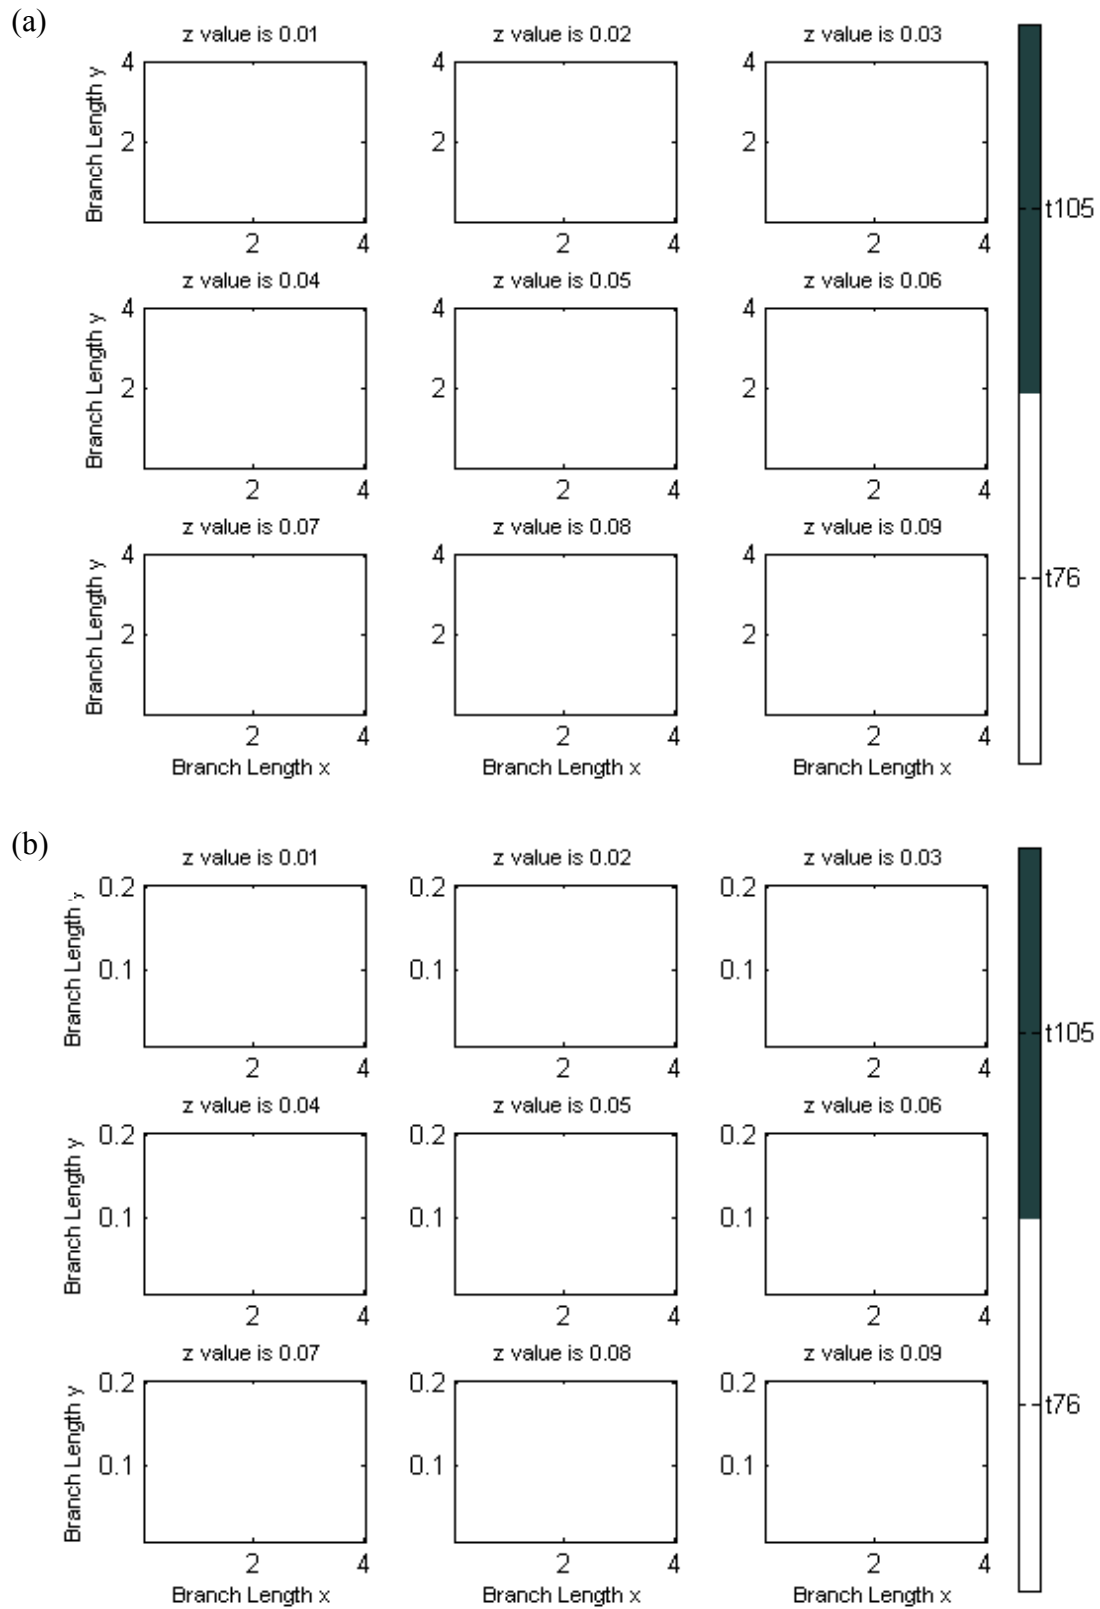 (a)
z value is 0.01
z value is 0.02
z value is 0.03
Branch Length y
4
2
2
4
4
2
2
4
4
2
2
4
t105
z value is 0.04
z value is 0.05
z value is 0.06
Branch Length y
4
2
2
4
4
2
2
4
4
2
2
4
z value is 0.07
z value is 0.08
z value is 0.09
Branch Length y
4
2
2
4
4
2
2
4
4
2
2
4
t76
Branch Length x
Branch Length x
Branch Length x
(b)
z value is 0.01
z value is 0.02
z value is 0.03
Branch Length y
0.2
0.1
2
4
0.2
0.1
2
4
0.2
0.1
2
4
t105
z value is 0.04
z value is 0.05
z value is 0.06
Branch Length y
0.2
0.1
2
4
0.2
0.1
2
4
0.2
0.1
2
4
z value is 0.07
z value is 0.08
z value is 0.09
Branch Length y
0.2
0.1
2
4
0.2
0.1
2
4
0.2
0.1
2
4
t76
Branch Length x
Branch Length x
Branch Length x